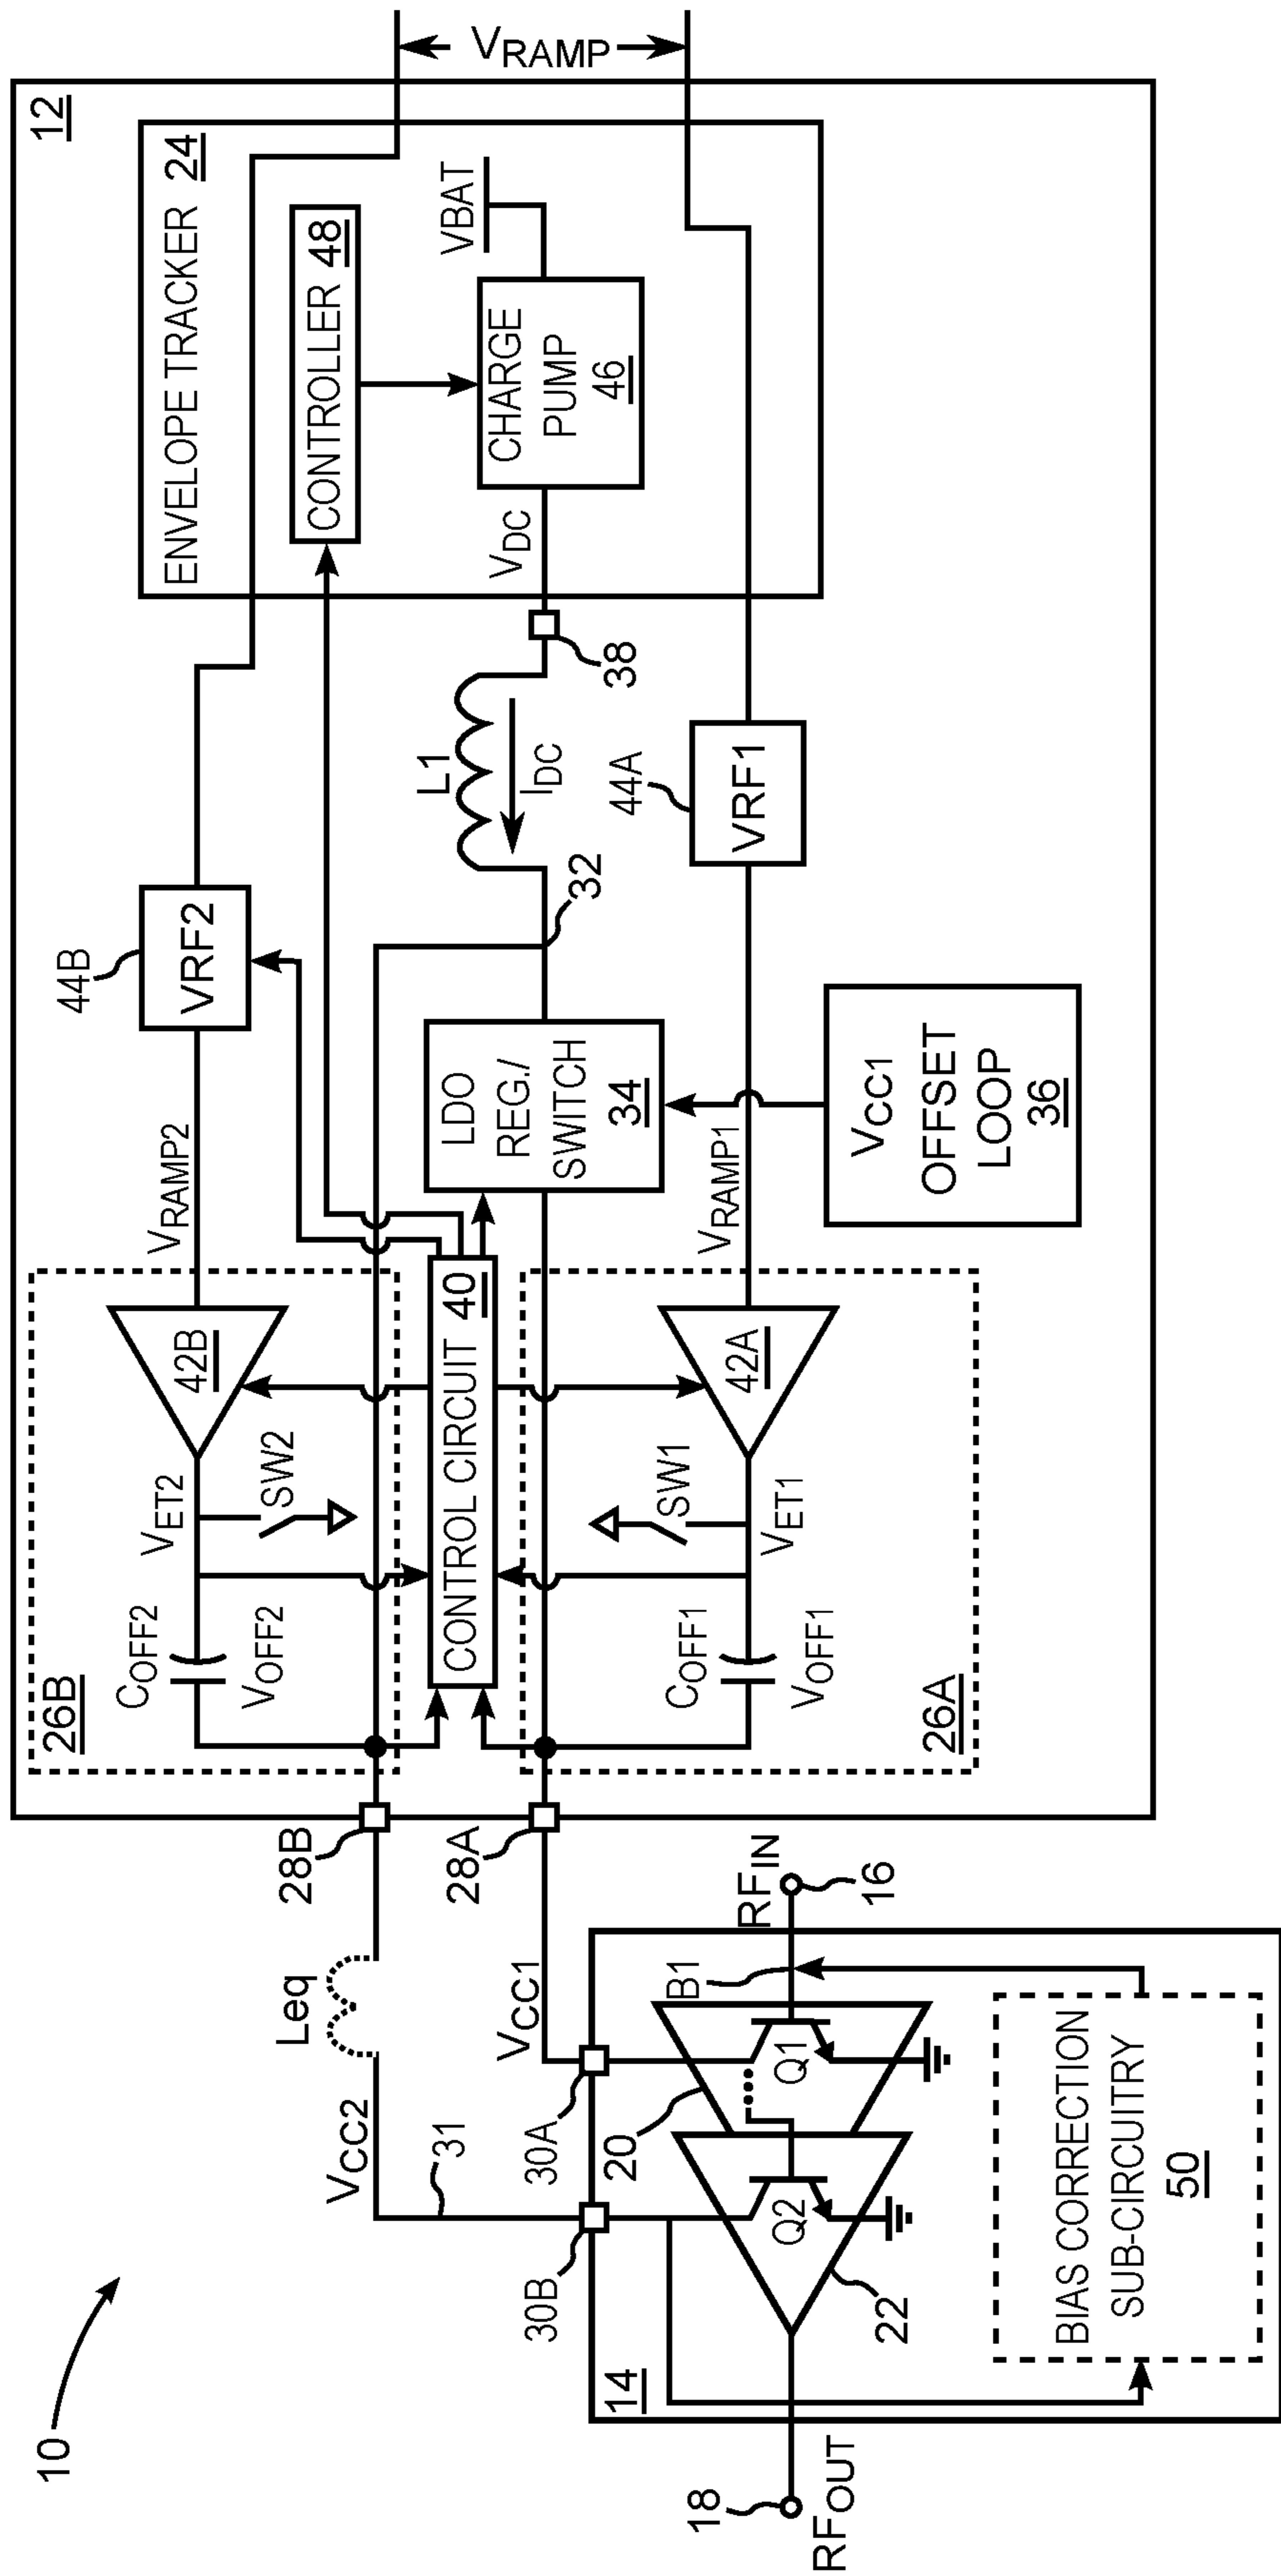 10
12
ENVELOPE TRACKER 24
CONTROLLER 48
VBAT
CHARGE
PUMP
46
VDC
38
VRAMP
L1
IDC
32
44B
VRF2
44A
VRF1
VRAMP2
VRAMP1
LDO
REG./
SWITCH
34
VCC1
OFFSET
LOOP
36
26B
42B
VET2
SW2
COFF2
VOFF2
CONTROL CIRCUIT 40
26A
42A
VET1
SW1
COFF1
VOFF1
28B
28A
Leq
VCC2
VCC1
31
30B
30A
14
RFIN
16
B1
20
Q1
Q2
22
BIAS CORRECTION
SUB-CIRCUITRY
50
18
RFOUT